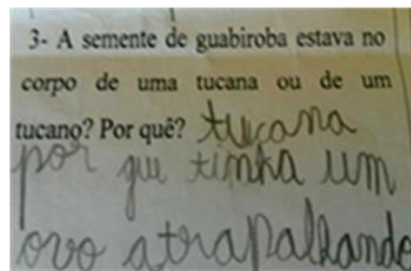 3- A semente de guabiroba estava no
corpo de uma tucana ou de um
tucano? Por quê? tucana
por que tinha um
ovo atrapalhando